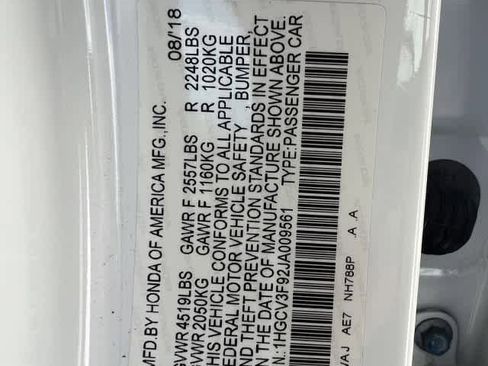 MFD.BY HONDA OF AMERICA MFG.,INC. 08/'18
GVWR 4519LBS GAWR F 2557LBS R 2248LBS
GVWR 2050KG GAWR F 1160KG R 1020KG
THIS VEHICLE CONFORMS TO ALL APPLICABLE
FEDERAL MOTOR VEHICLE SAFETY , BUMPER,
AND THEFT PREVENTION STANDARDS IN EFFECT
ON THE DATE OF MANUFACTURE SHOWN ABOVE.
N:1HGCV3F92JA009561 TYPE:PASSENGER CAR
VAJ AE7 NH788P .A .A